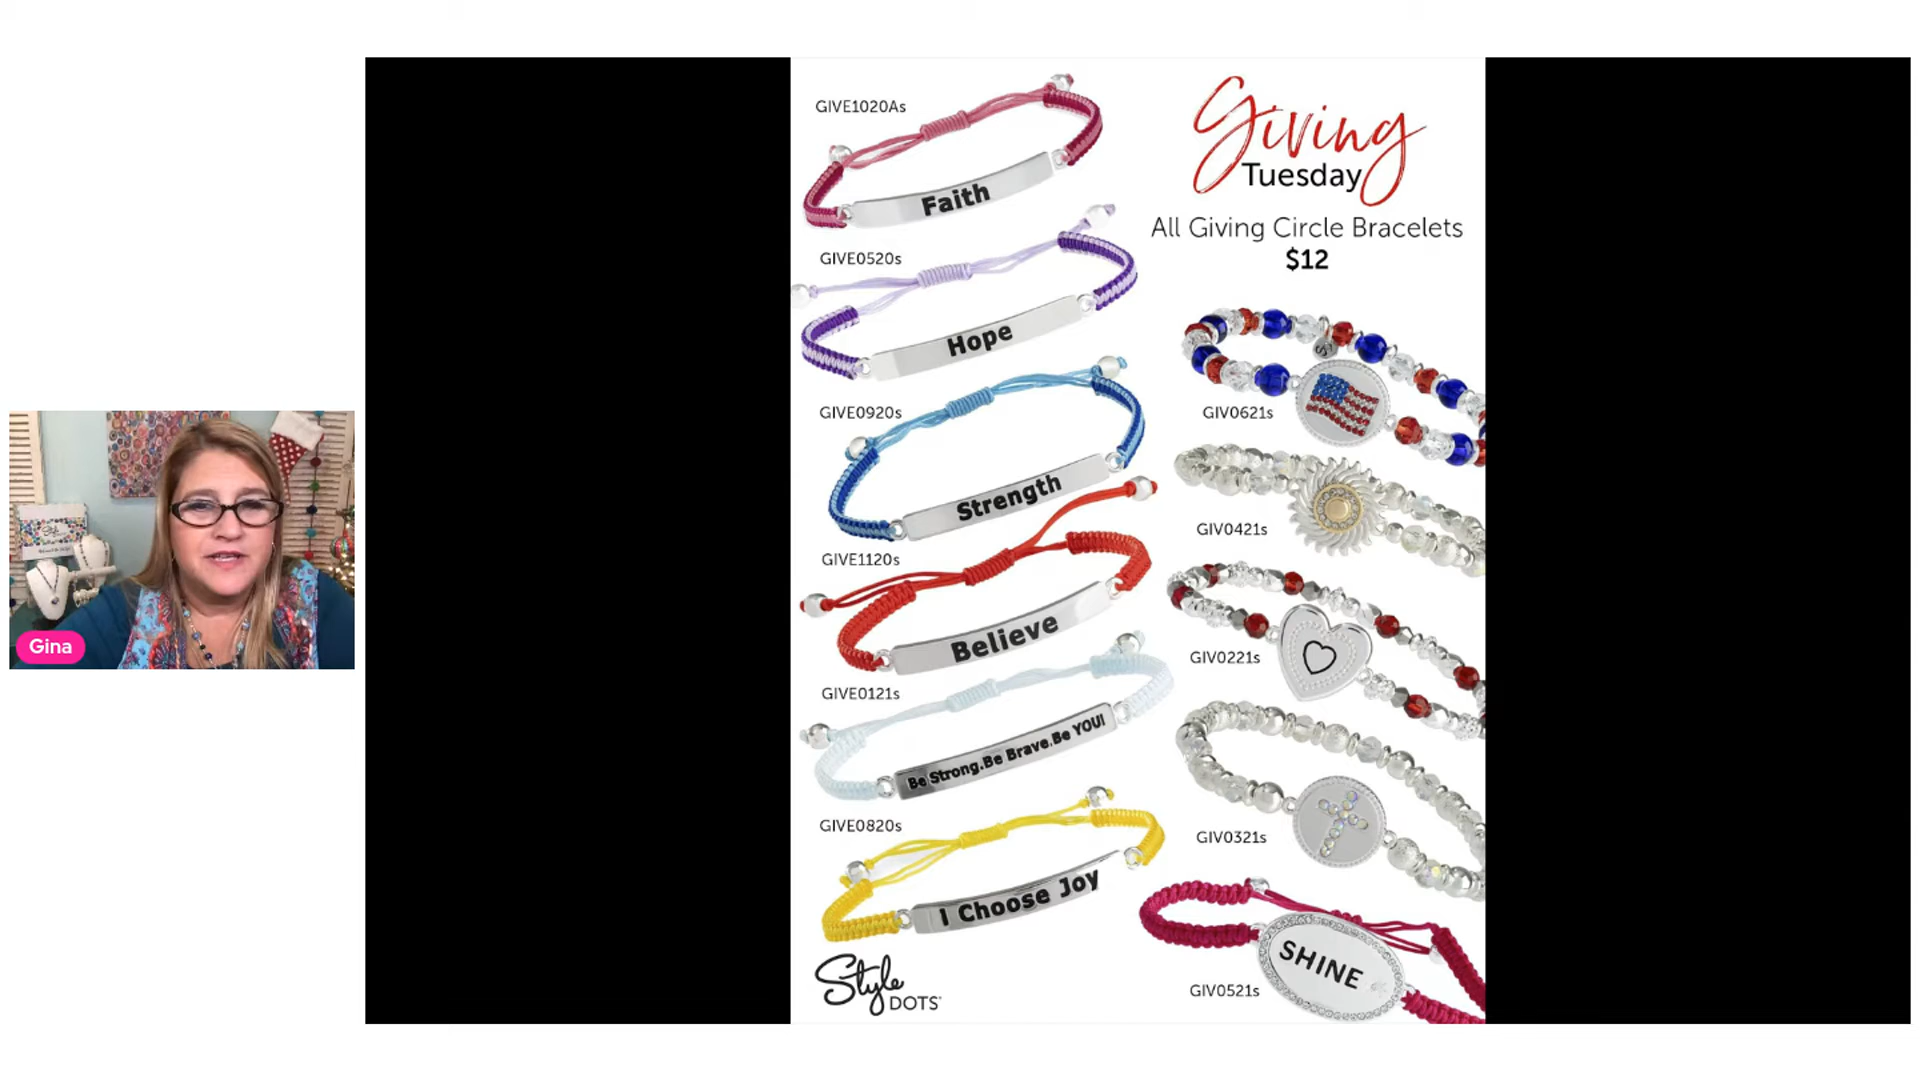 GIVE1020As
Faith
GIVE0520s
Hope
GIVE0920s
Strength
GIVE1120s
Believe
GIVE0121s
Be Strong.Be Brave.Be YOU!
GIVE0820s
I Choose Joy
Style
DOTS
Giving
Tuesday
All Giving Circle Bracelets
$12
GIV0621s
GIV0421s
GIV0221s
GIV0321s
SHINE
GIV0521s
Gina